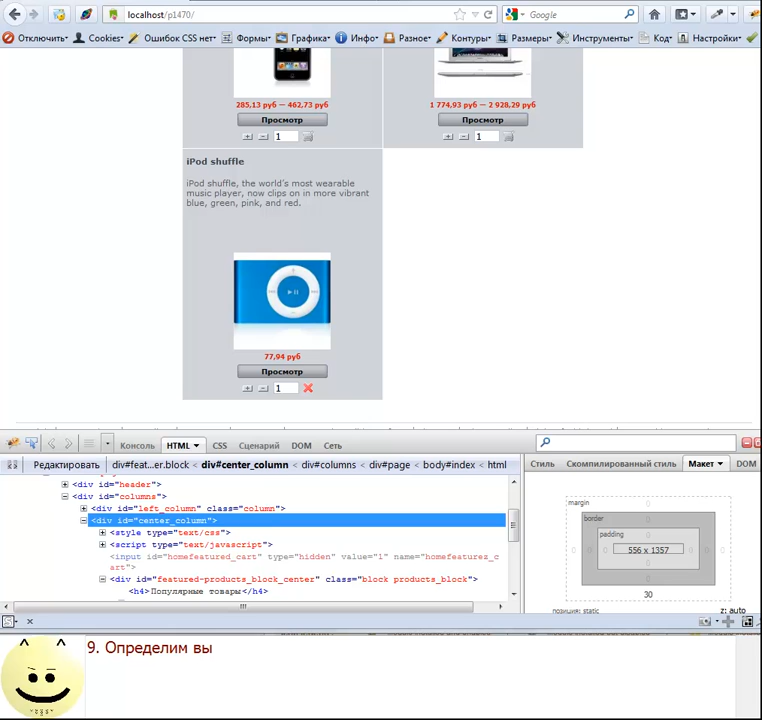 localhost/p1470/
Google
Отключить Cookies Ошибок CSS нет Формы Графика Инфо Разное Контуры Размеры Инструменты Код Настройки
285,13 руб — 462,73 руб
1 774,93 руб — 2 928,29 руб
Просмотр
Просмотр
1
1
iPod shuffle
iPod shuffle, the world's most wearable
music player, now clips on in more vibrant
blue, green, pink, and red.
77,94 руб
Просмотр
1
Консоль HTML CSS Сценарий DOM Сеть
Редактировать div#feat...er.block < div#center_column < div#columns < div#page < body#index < html
Стиль Скомпилированный стиль Макет DOM
<div id="header">
<div id="columns">
<div id="left_column" class="column">
<div id="center_column">
<style type="text/css">
<script type="text/javascript">
<input id="homefeatured_cart" type="hidden" value="1" name="homefeatures_c
art">
<div id="featured-products_block_center" class="block products_block">
<h4>Популярные товары</h4>
margin
border
padding
556 x 1357
30
позиция: static
z: auto
9. Определим вы